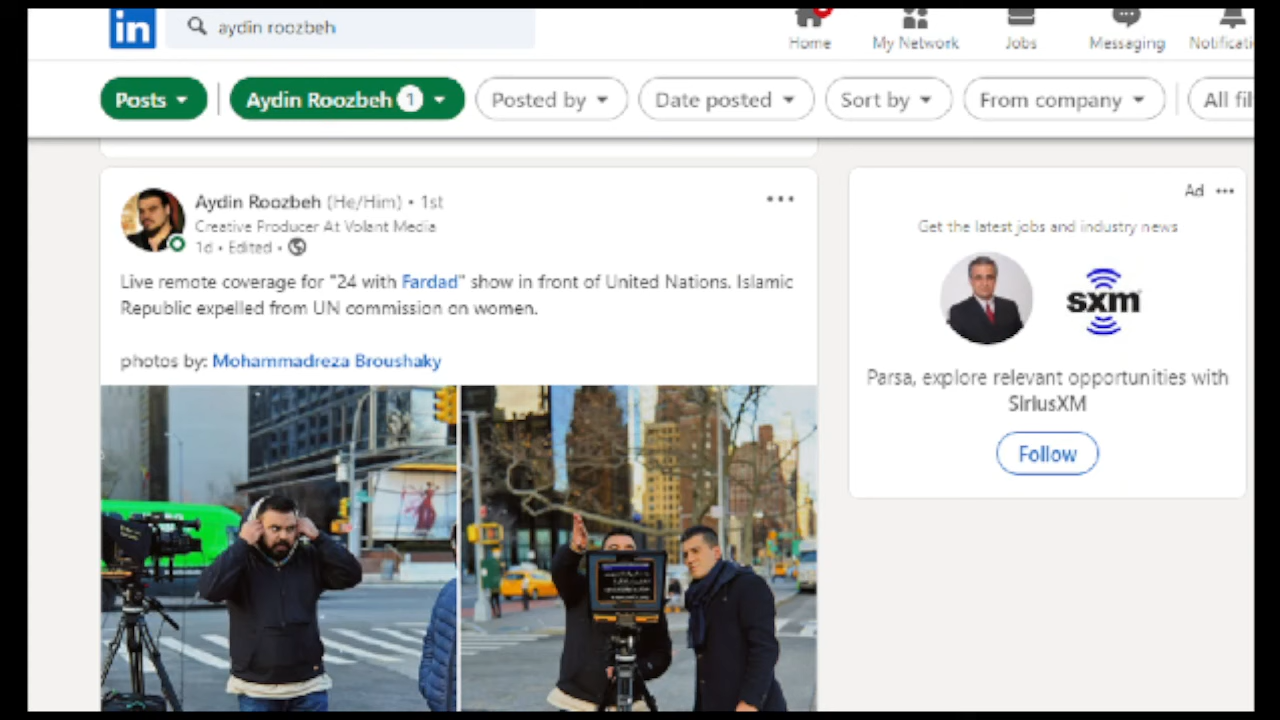 in aydin roozbeh
Home My Network Jobs Messaging Notificati
Posts Aydin Roozbeh 1 Posted by Date posted Sort by From company All fil
Aydin Roozbeh (He/Him) • 1st
Creative Producer At Volant Media
1d • Edited •
Live remote coverage for "24 with Fardad" show in front of United Nations. Islamic
Republic expelled from UN commission on women.
photos by: Mohammadreza Broushaky
Ad
Get the latest jobs and industry news
sxm
Parsa, explore relevant opportunities with
SiriusXM
Follow